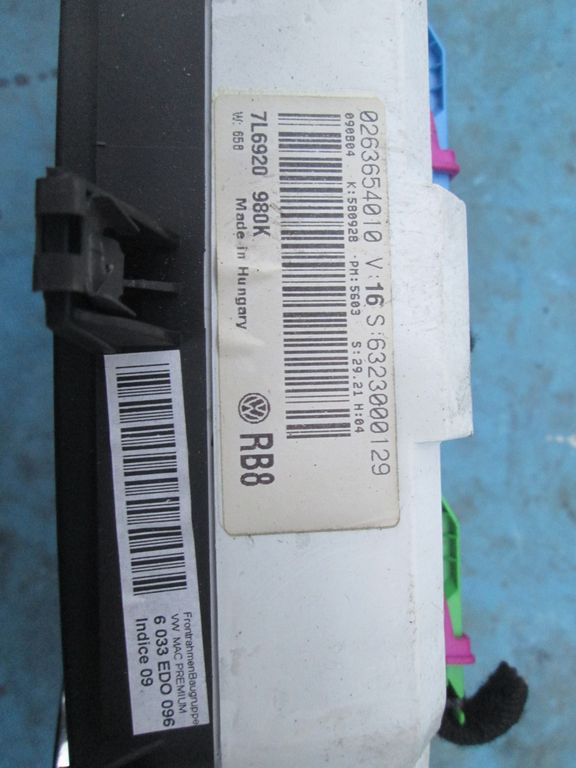 0263654010 V:16 S:6323000129
090804 K:580928 PM:5603 S:29.21 H:04
7L6920 980K
W: 658 Made in Hungary
RB8
FrontrahmenBaugruppe
VW MAC PREMIUM
6 033 EDO 096
Indice 09